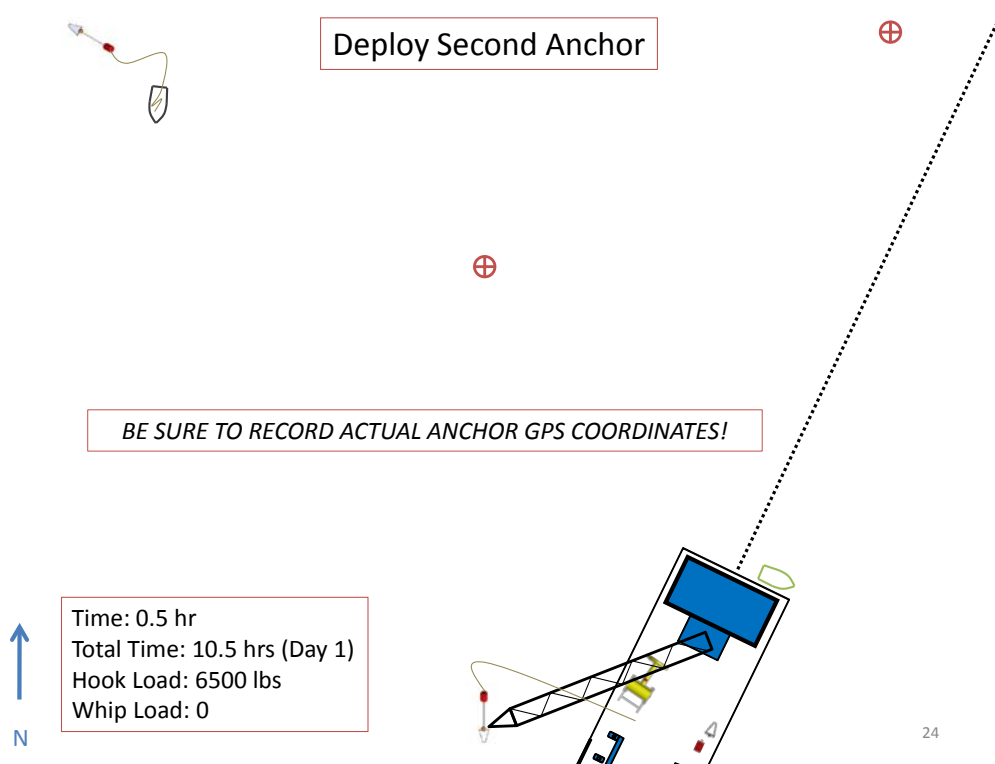 Deploy Second Anchor
BE SURE TO RECORD ACTUAL ANCHOR GPS COORDINATES!
Time: 0.5 hr
Total Time: 10.5 hrs (Day 1)
Hook Load: 6500 lbs
Whip Load: 0
N
24